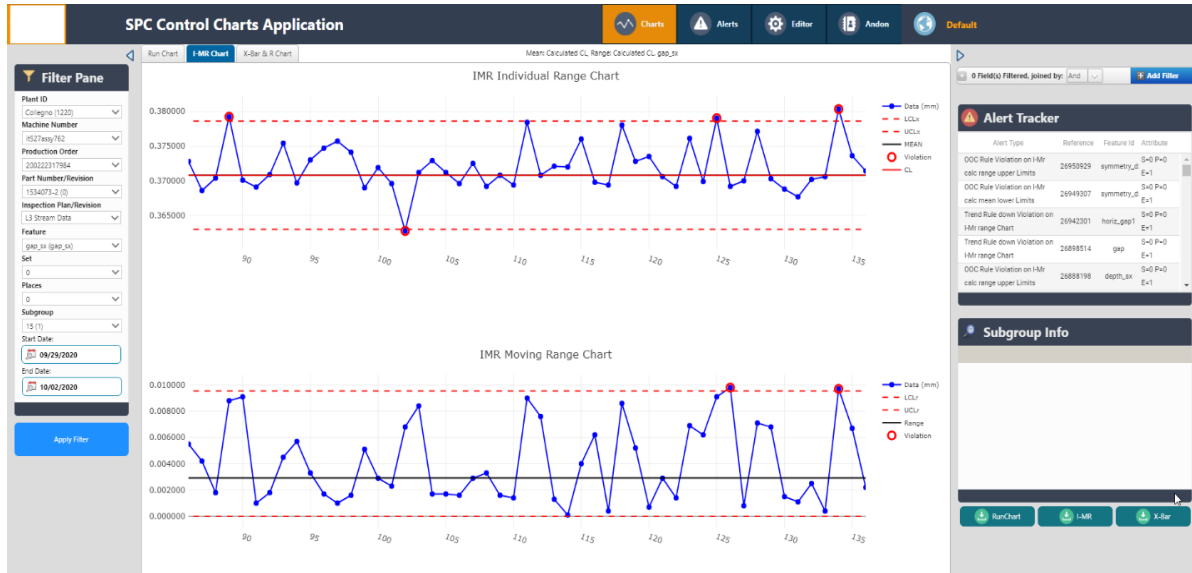 SPC Control Charts Application
Charts
Alerts
Editor
Andon
Default
Filter Pane
Plant ID
Collegno (1220)
Machine Number
it527assy762
Production Order
200222317984
Part Number/Revision
1534073-2 (0)
Inspection Plan/Revision
L3 Stream Data
Feature
gap_sx (gap_sx)
Set
0
Places
0
Subgroup
15 (1)
Start Date:
09/29/2020
End Date:
10/02/2020
Apply Filter
Run Chart I-MR Chart X-Bar & R Chart
Mean: Calculated CL, Range: Calculated CL. gap_sx
IMR Individual Range Chart
0.380000
0.375000
0.370000
0.365000
90 95 100 105 110 115 120 125 130 135
Data (mm)
LCLx
UCLx
MEAN
Violation
CL
IMR Moving Range Chart
0.010000
0.008000
0.006000
0.004000
0.002000
0.000000
90 95 100 105 110 115 120 125 130 135
Data (mm)
LCLr
UCLr
Range
Violation
0 Field(s) Filtered, joined by: And Add Filter
Alert Tracker
Alert Type Reference Feature Id Attribute
OOC Rule Violation on I-Mr calc range upper Limits 26950929 symmetry_d S=0 P=0 E=1
OOC Rule Violation on I-Mr calc mean lower Limits 26949307 symmetry_d S=0 P=0 E=1
Trend Rule down Violation on I-Mr range Chart 26942301 horiz_gap1 S=0 P=0 E=1
Trend Rule down Violation on I-Mr range Chart 26898514 gap S=0 P=0 E=1
OOC Rule Violation on I-Mr calc range upper Limits 26888198 depth_sx S=0 P=0 E=1
Subgroup Info
RunChart
I-MR
X-Bar